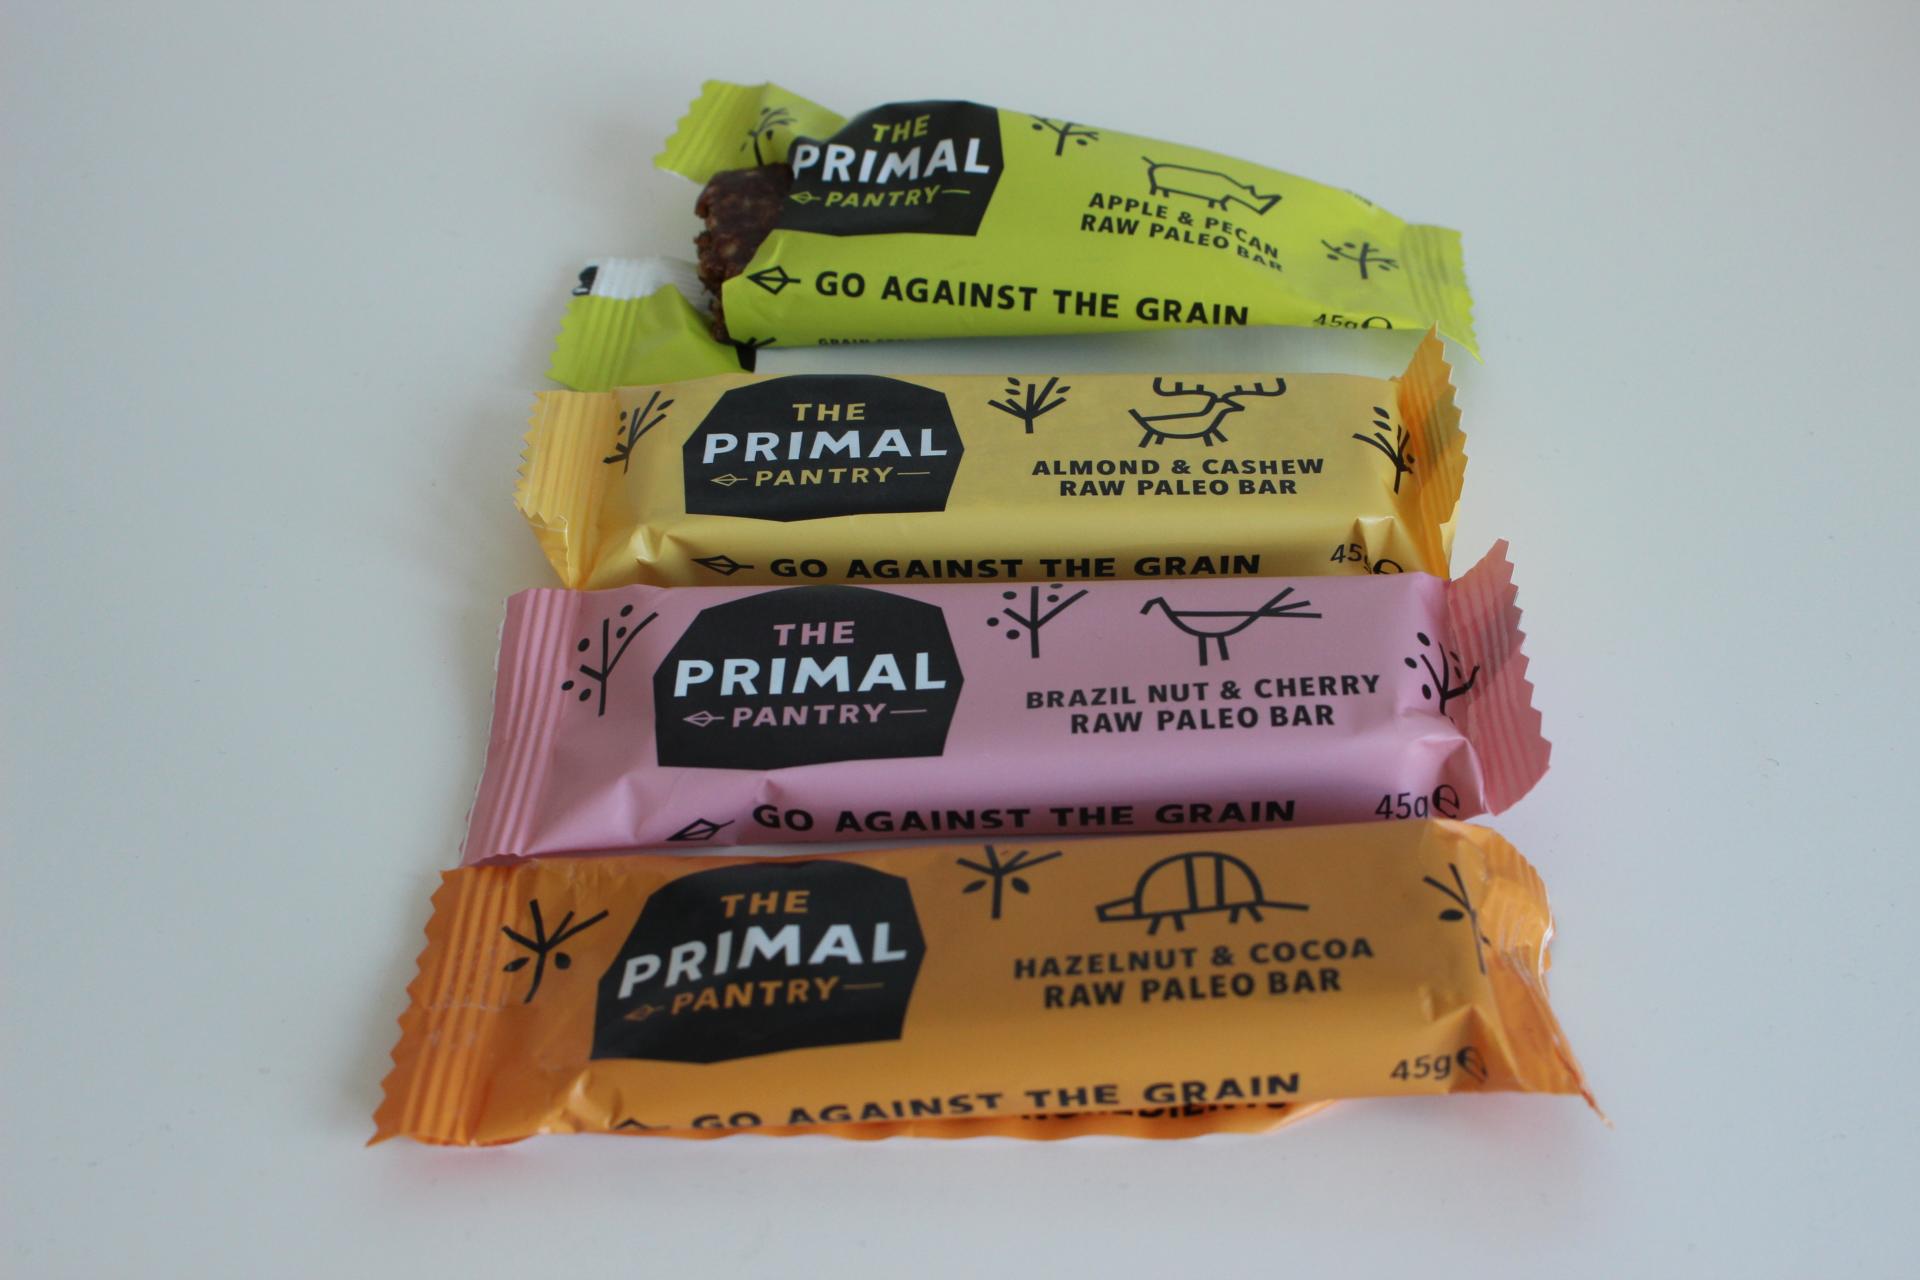 THE
PRIMAL
PANTRY
APPLE & PECAN
RAW PALEO BAR
GO AGAINST THE GRAIN
45g e
THE
PRIMAL
PANTRY
ALMOND & CASHEW
RAW PALEO BAR
GO AGAINST THE GRAIN
45g e
THE
PRIMAL
PANTRY
BRAZIL NUT & CHERRY
RAW PALEO BAR
GO AGAINST THE GRAIN
45g e
THE
PRIMAL
PANTRY
HAZELNUT & COCOA
RAW PALEO BAR
GO AGAINST THE GRAIN
45g e